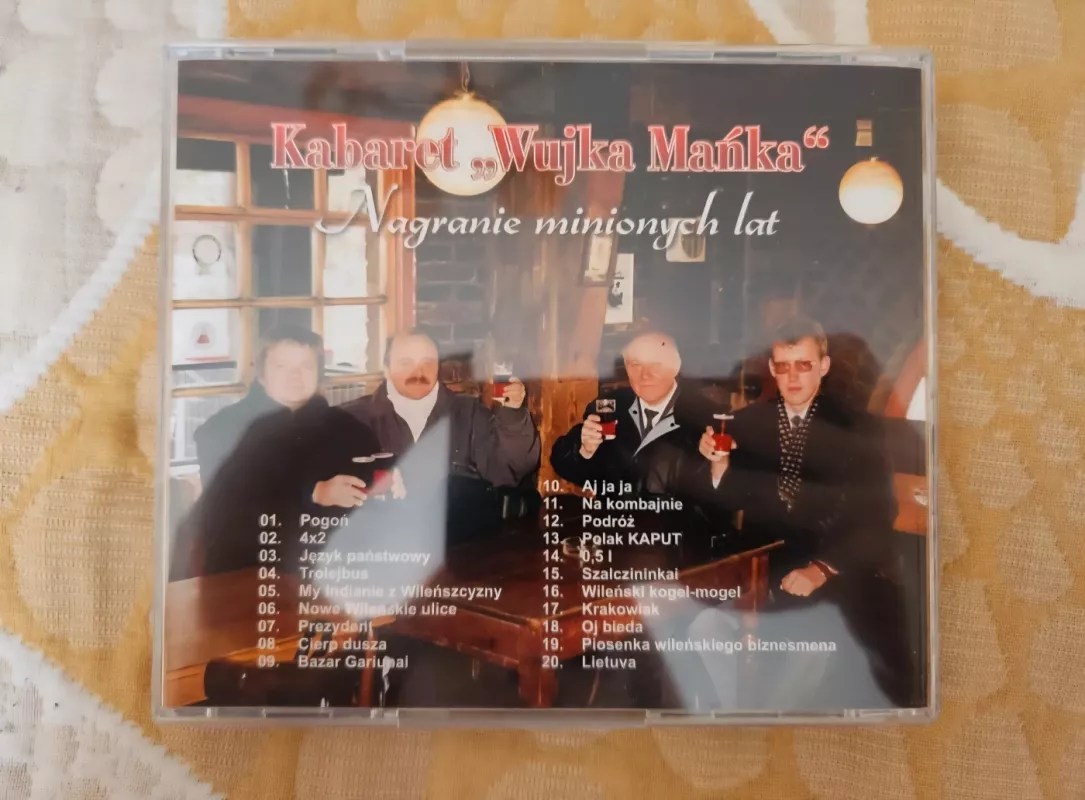 Kabaret „Wujka Mańka“
Nagranie minionych lat
01. Pogoń
02. 4x2
03. Język państwowy
04. Trolejbus
05. My Indianie z Wileńszcyzny
06. Nowe Wileńskie ulice
07. Prezydent
08. Cierp dusza
09. Bazar Gariunai
10. Aj ja ja
11. Na kombajnie
12. Podróż
13. Polak KAPUT
14. 0,5 l
15. Szalczininkai
16. Wileński kogel-mogel
17. Krakowiak
18. Oj bieda
19. Piosenka wileńskiego biznesmena
20. Lietuva